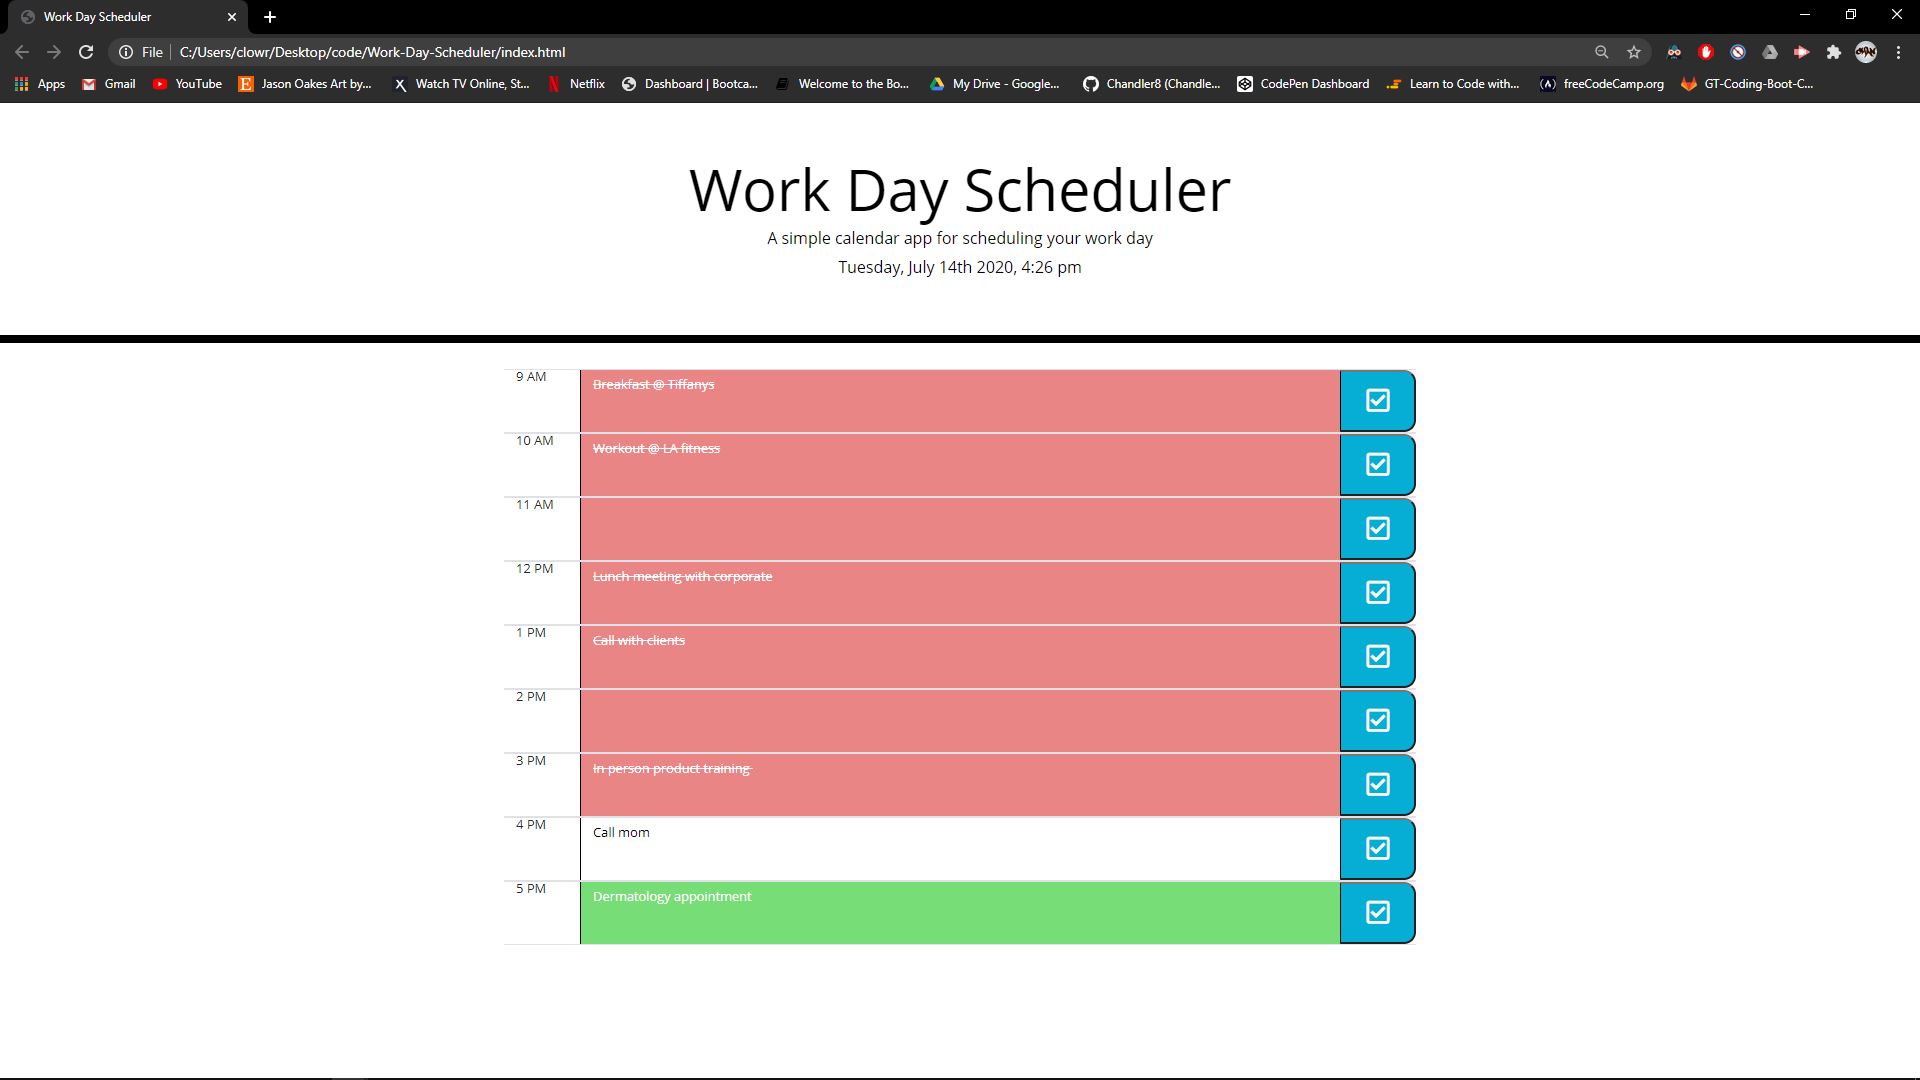 Work Day Scheduler
File C:/Users/clowr/Desktop/code/Work-Day-Scheduler/index.html
Apps Gmail YouTube Jason Oakes Art by... Watch TV Online, St... Netflix Dashboard | Bootca... Welcome to the Bo... My Drive - Google... Chandler8 (Chandle... CodePen Dashboard Learn to Code with... freeCodeCamp.org GT-Coding-Boot-C...
Work Day Scheduler
A simple calendar app for scheduling your work day
Tuesday, July 14th 2020, 4:26 pm
9 AM Breakfast @ Tiffanys
10 AM Workout @ LA fitness
11 AM
12 PM Lunch meeting with corporate
1 PM Call with clients
2 PM
3 PM In person product training
4 PM Call mom
5 PM Dermatology appointment